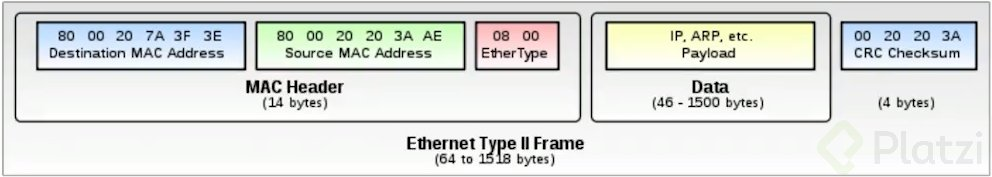 80 00 20 7A 3F 3E
Destination MAC Address
80 00 20 20 3A AE
Source MAC Address
08 00
EtherType
IP, ARP, etc.
Payload
00 20 20 3A
CRC Checksum
MAC Header
(14 bytes)
Data
(46 - 1500 bytes)
(4 bytes)
Ethernet Type II Frame
(64 to 1518 bytes)
Platzi